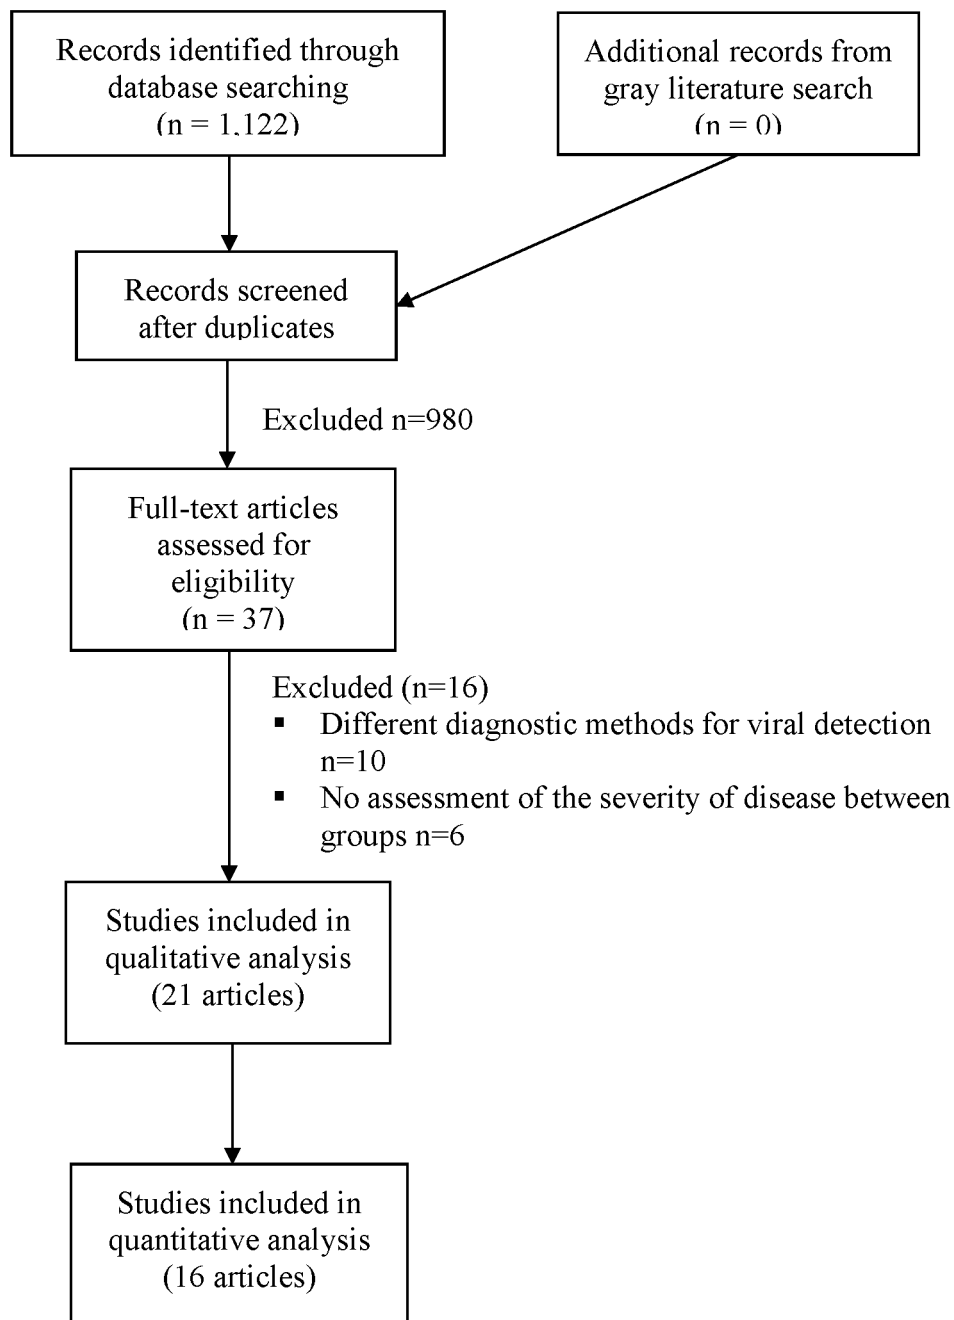 Records identified through
database searching
(n = 1,122)
Additional records from
gray literature search
(n = 0)
Records screened
after duplicates
Excluded n=980
Full-text articles
assessed for
eligibility
(n = 37)
Excluded (n=16)
▪ Different diagnostic methods for viral detection
n=10
▪ No assessment of the severity of disease between
groups n=6
Studies included in
qualitative analysis
(21 articles)
Studies included in
quantitative analysis
(16 articles)